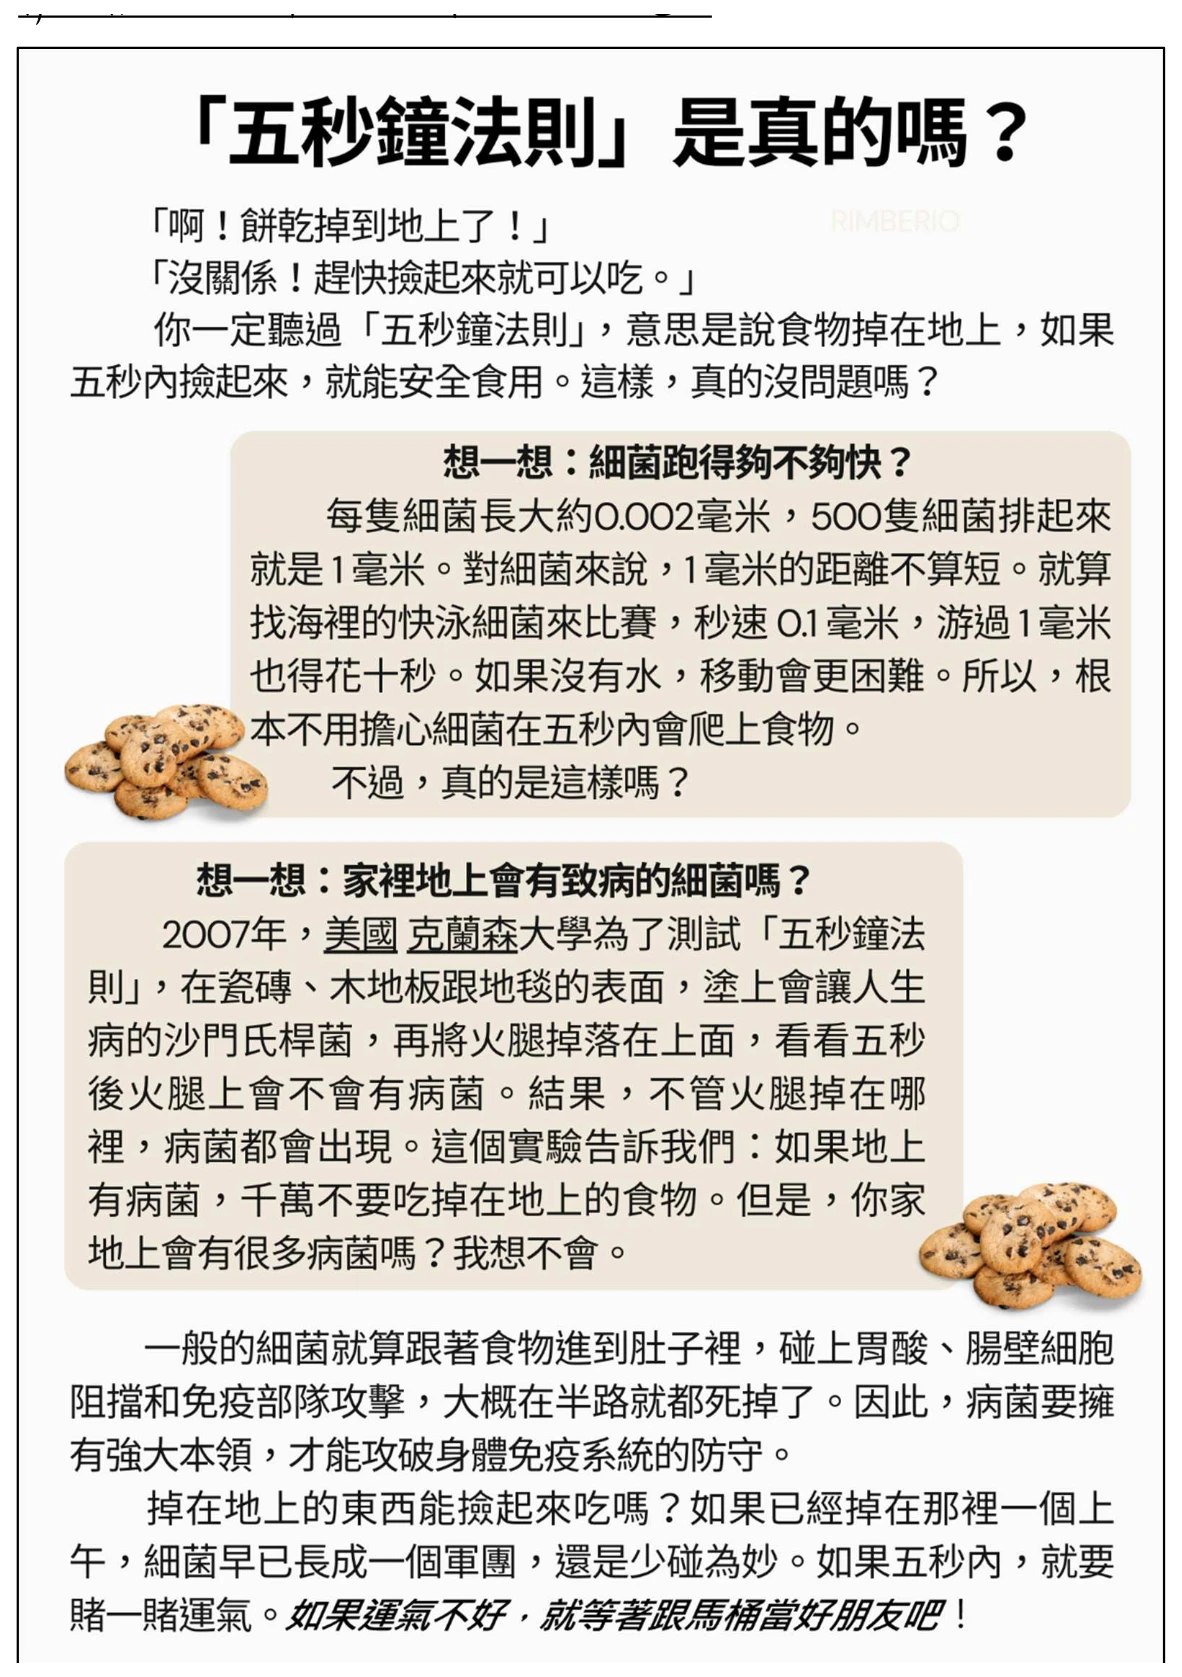 「五秒鐘法則」是真的嗎？
RIMBERIO
「啊！餅乾掉到地上了！」
「沒關係！趕快撿起來就可以吃。」
你一定聽過「五秒鐘法則」，意思是說食物掉在地上，如果
五秒內撿起來，就能安全食用。這樣，真的沒問題嗎？
想一想：細菌跑得夠不夠快？
每隻細菌長大約0.002毫米，500隻細菌排起來
就是1毫米。對細菌來說，1毫米的距離不算短。就算
找海裡的快泳細菌來比賽，秒速 0.1毫米，游過1毫米
也得花十秒。如果沒有水，移動會更困難。所以，根
本不用擔心細菌在五秒內會爬上食物。
不過，真的是這樣嗎？
想一想：家裡地上會有致病的細菌嗎？
2007年，美國 克蘭森大學為了測試「五秒鐘法
則」，在瓷磚、木地板跟地毯的表面，塗上會讓人生
病的沙門氏桿菌，再將火腿掉落在上面，看看五秒
後火腿上會不會有病菌。結果，不管火腿掉在哪
裡，病菌都會出現。這個實驗告訴我們：如果地上
有病菌，千萬不要吃掉在地上的食物。但是，你家
地上會有很多病菌嗎？我想不會。
一般的細菌就算跟著食物進到肚子裡，碰上胃酸、腸壁細胞
阻擋和免疫部隊攻擊，大概在半路就都死掉了。因此，病菌要擁
有強大本領，才能攻破身體免疫系統的防守。
掉在地上的東西能撿起來吃嗎？如果已經掉在那裡一個上
午，細菌早已長成一個軍團，還是少碰為妙。如果五秒內，就要
賭一賭運氣。如果運氣不好，就等著跟馬桶當好朋友吧！